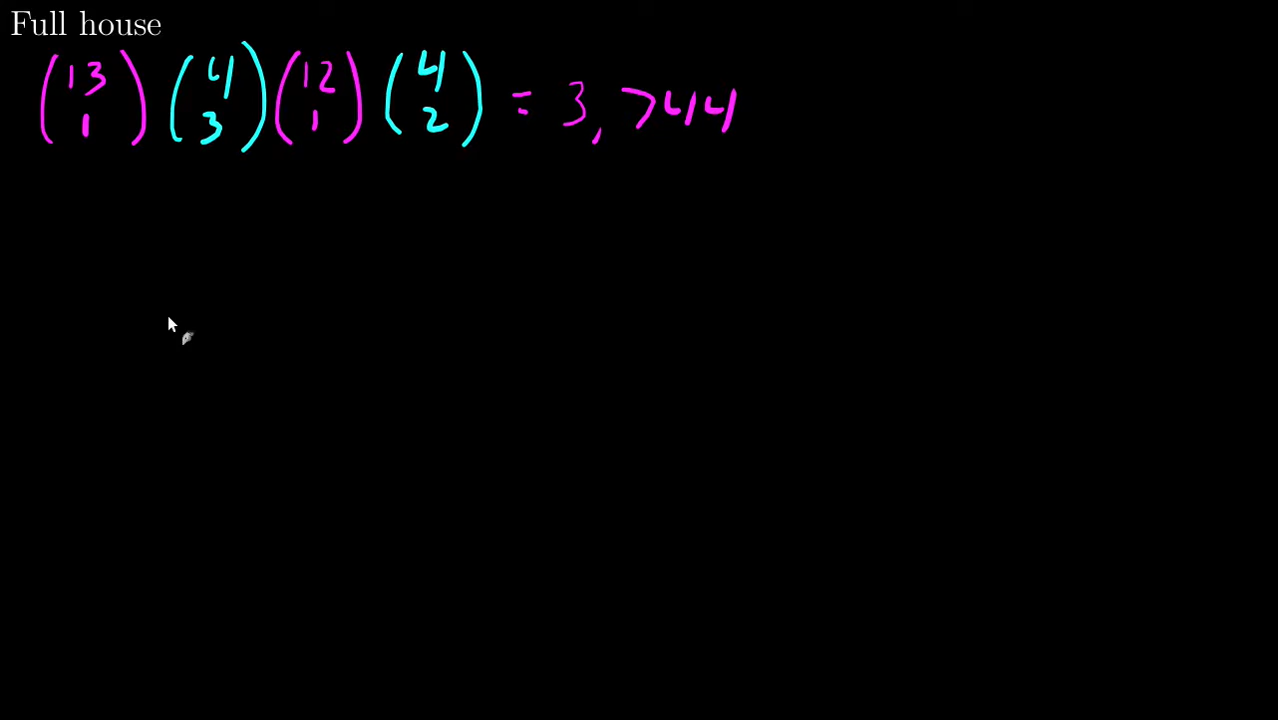 Full house
(13 1) (4 3) (12 1) (4 2) = 3,744